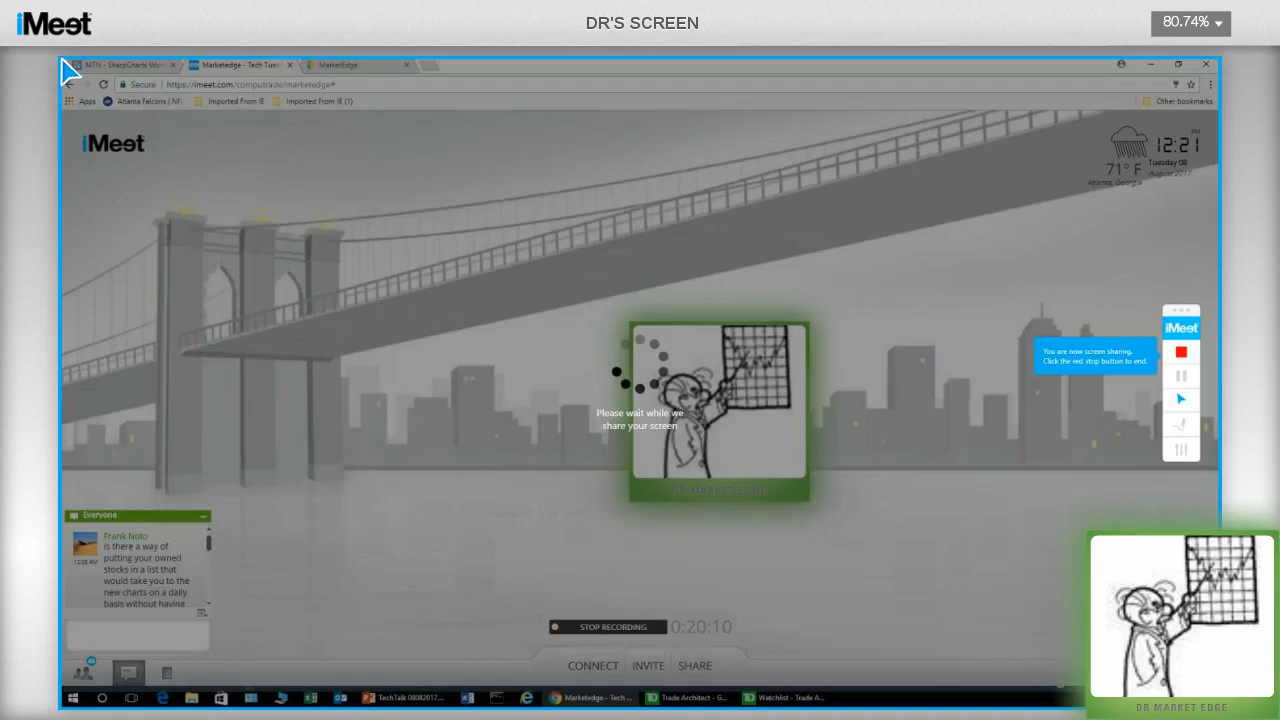 iMeet
DR'S SCREEN
80.74%
MTN - SharpCharts Wor
Marketedge - Tech Tues
MarketEdge
Secure
https://imeet.com/computrade/marketedge#
Apps
Atlanta Falcons | NFL
Imported From IE
Imported From IE (1)
Other bookmarks
iMeet
PM
12:21
71° F
Tuesday 08
August 2017
Atlanta, Georgia
iMeet
You are now screen sharing.
Click the red stop button to end.
Please wait while we
share your screen
DR MARKET EDGE
Everyone
Frank Noto
is there a way of
putting your owned
stocks in a list that
would take you to the
new charts on a daily
basis without having
STOP RECORDING
0:20:10
CONNECT
INVITE
SHARE
TechTalk 08082017....
Marketedge - Tech ...
Trade Architect - G...
Watchlist - Trade A...
DR MARKET EDGE